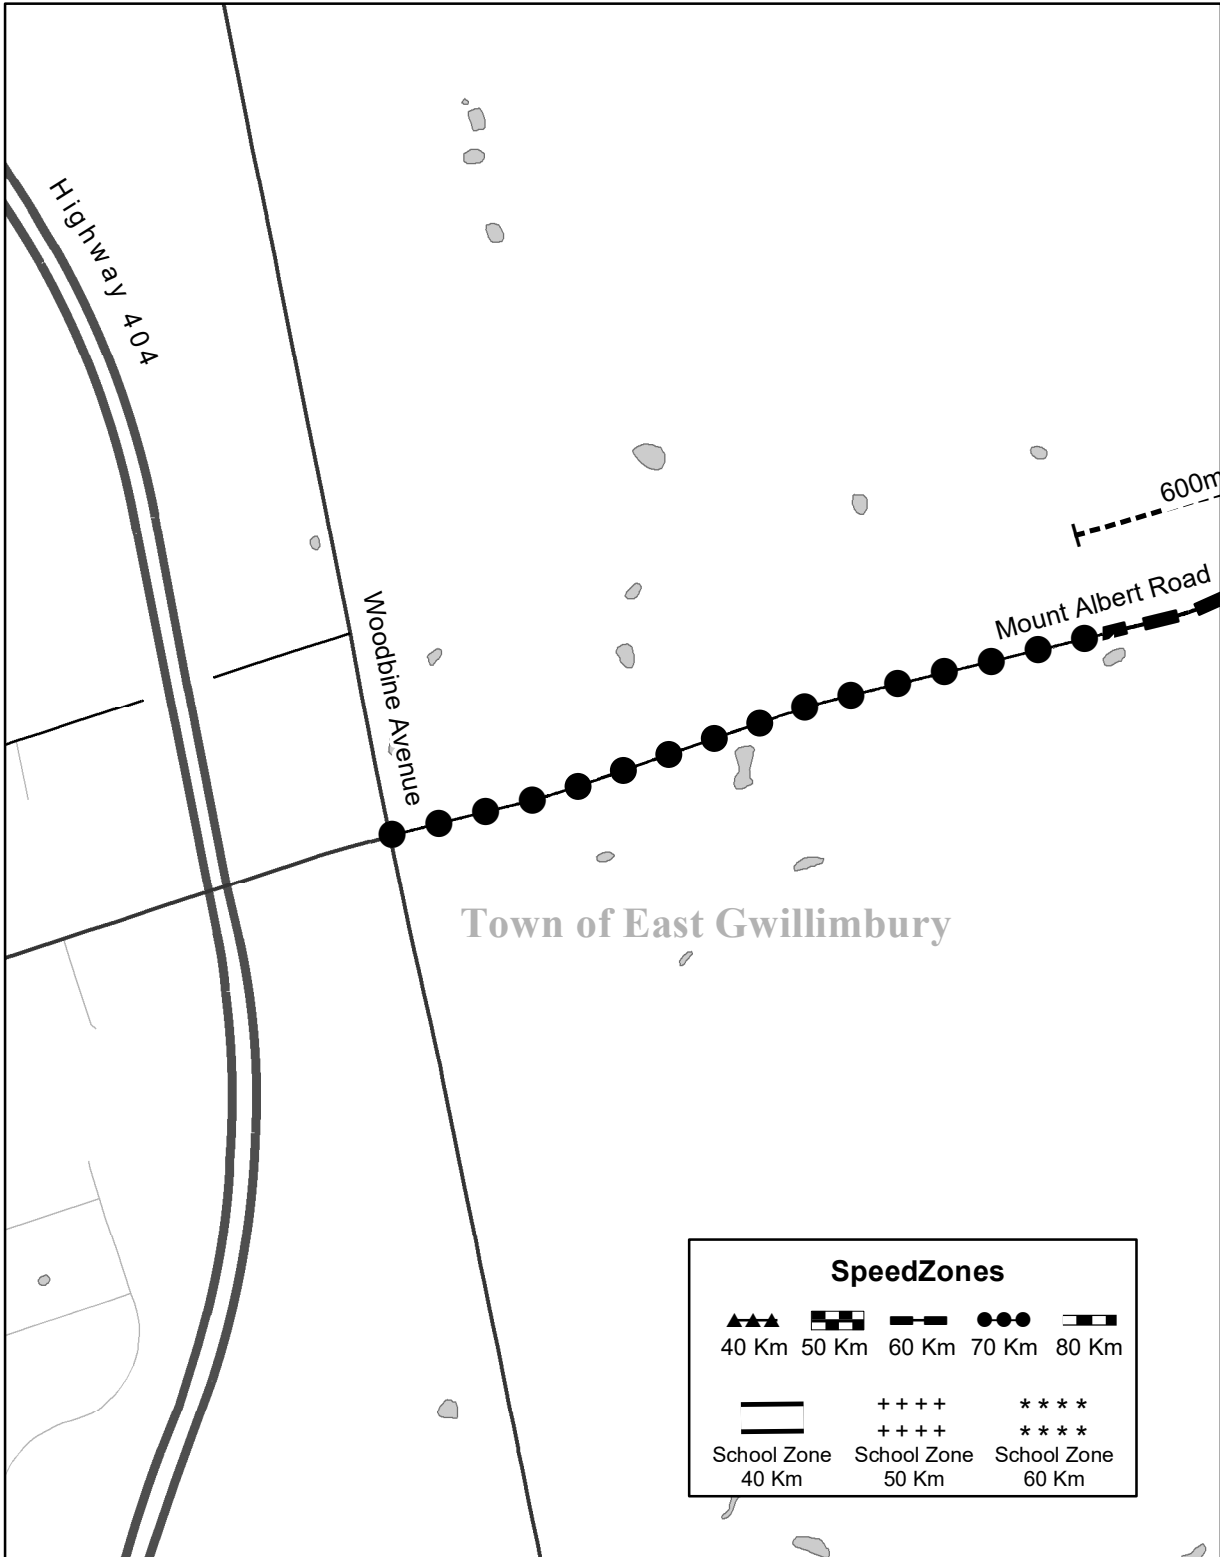 Highway 404
600m
Mount Albert Road
Woodbine Avenue
Town of East Gwillimbury
SpeedZones
40 Km 50 Km 60 Km 70 Km 80 Km
++++ ****
++++ ****
School Zone School Zone School Zone
40 Km 50 Km 60 Km